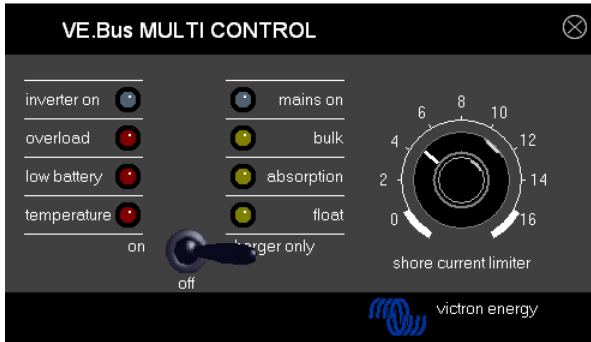 VE.Bus MULTI CONTROL
inverter on
overload
low battery
temperature
mains on
bulk
absorption
float
on
harger only
off
0
2
4
6
8
10
12
14
16
shore current limiter
victron energy